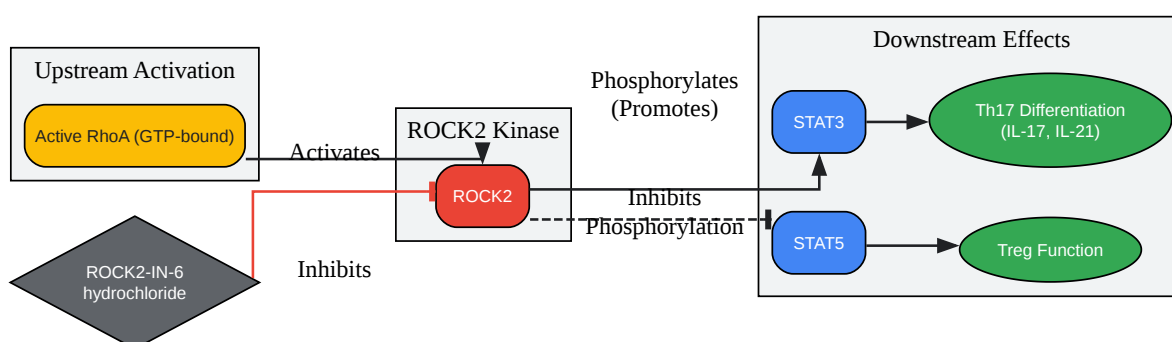 Upstream Activation
Active RhoA (GTP-bound)
Activates
ROCK2-IN-6
hydrochloride
Inhibits
ROCK2 Kinase
ROCK2
Phosphorylates
(Promotes)
Inhibits
Phosphorylation
Downstream Effects
STAT3
Th17 Differentiation
(IL-17, IL-21)
STAT5
Treg Function